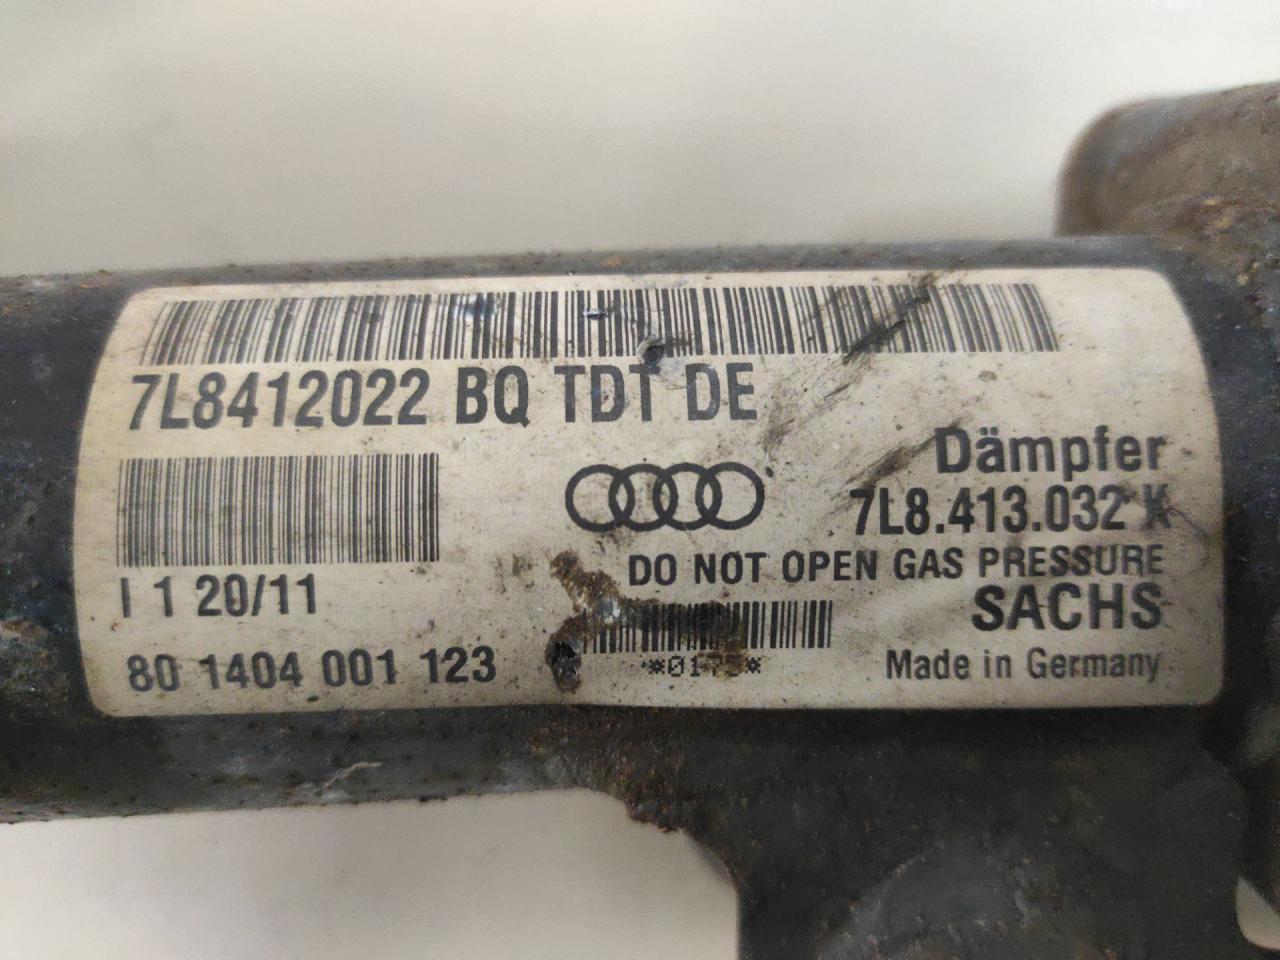 7L8412022 BQ TDT DE
Dämpfer
7L8.413.032 K
DO NOT OPEN GAS PRESSURE
I 1 20/11
SACHS
80 1404 001 123
Made in Germany